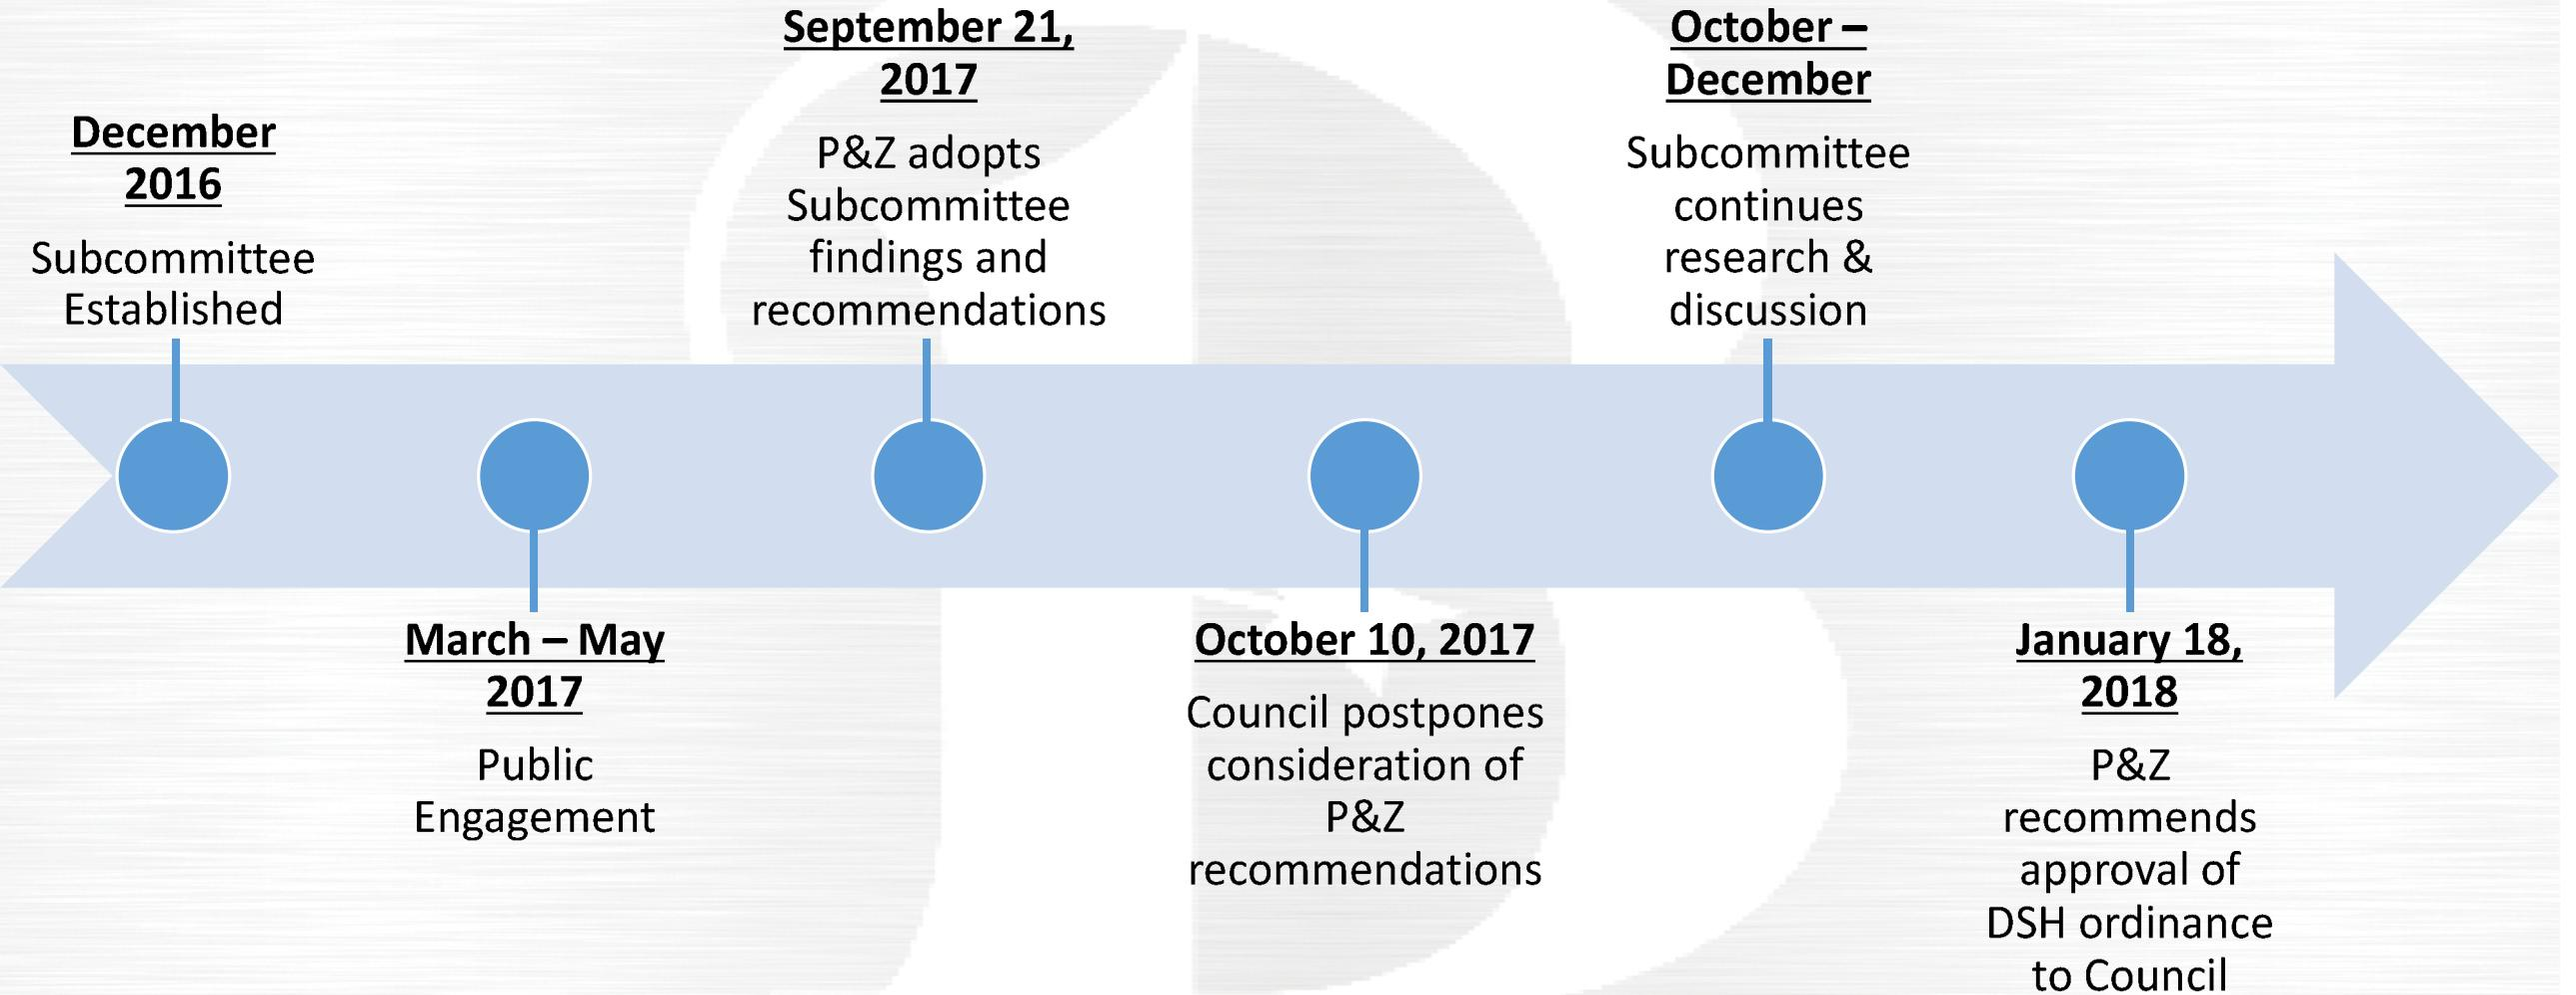 December
2016
Subcommittee
Established
March – May
2017
Public
Engagement
September 21,
2017
P&Z adopts
Subcommittee
findings and
recommendations
October 10, 2017
Council postpones
consideration of
P&Z
recommendations
October –
December
Subcommittee
continues
research &
discussion
January 18,
2018
P&Z
recommends
approval of
DSH ordinance
to Council